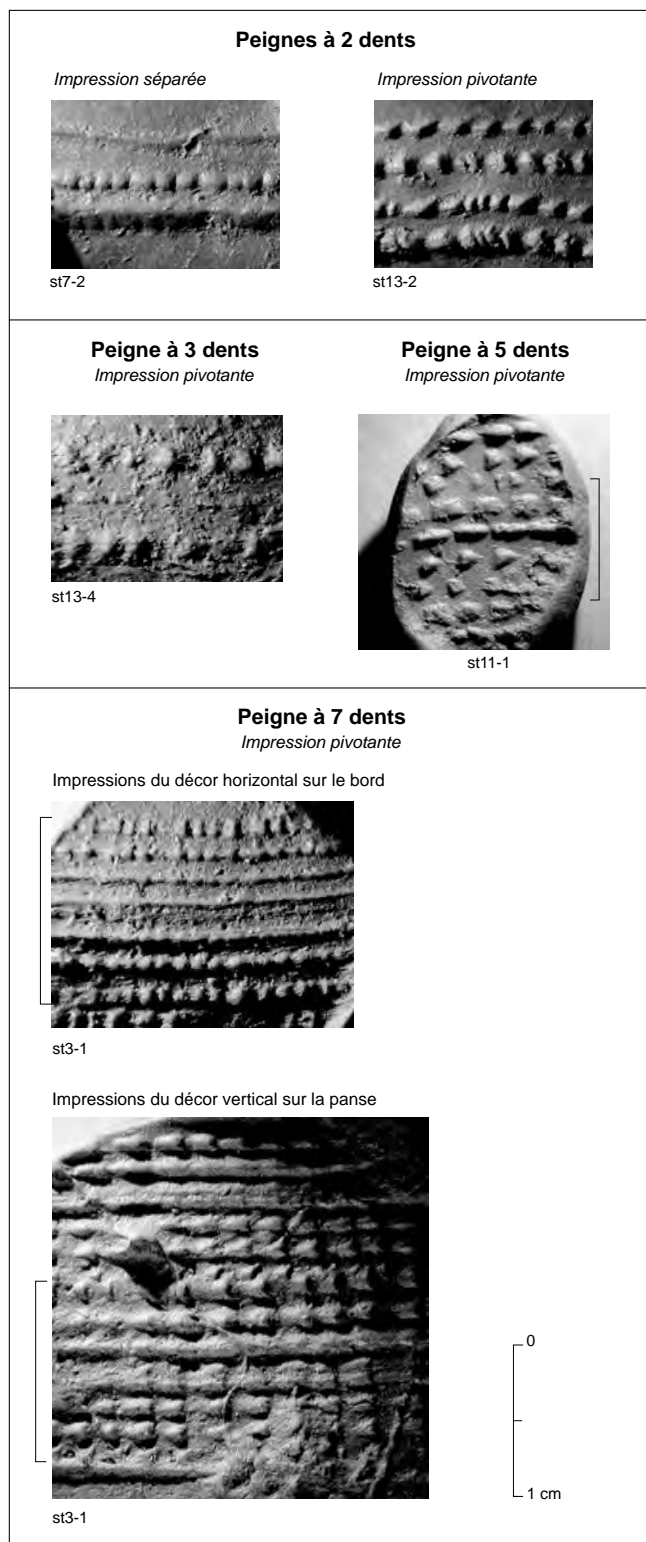 Peignes à 2 dents
Impression séparée
Impression pivotante
st7-2
st13-2
Peigne à 3 dents
Impression pivotante
Peigne à 5 dents
Impression pivotante
st13-4
st11-1
Peigne à 7 dents
Impression pivotante
Impressions du décor horizontal sur le bord
st3-1
Impressions du décor vertical sur la panse
0
1 cm
st3-1